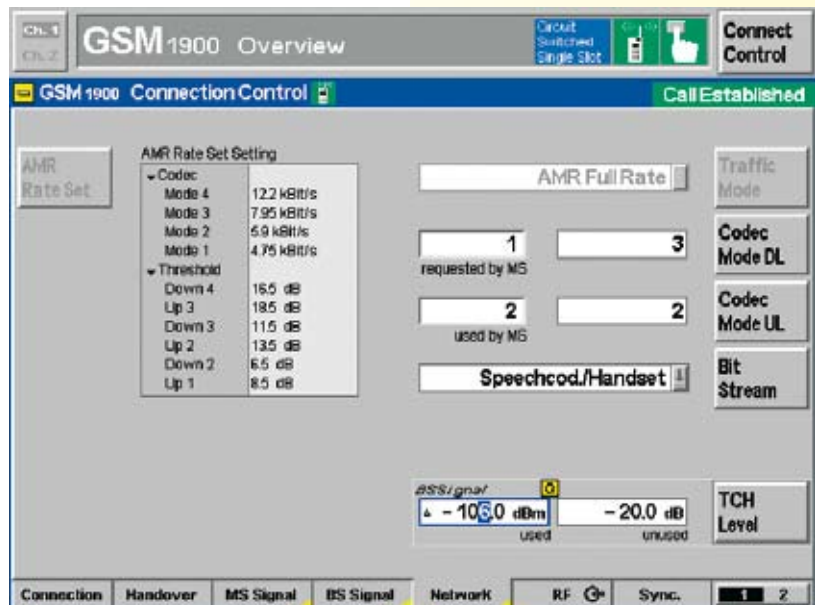 Ch. 1
Ch. 2
GSM 1900 Overview
Circuit
Switched
Single Slot
Connect
Control
GSM 1900 Connection Control
Call Established
AMR
Rate Set
AMR Rate Set Setting
Codec
Mode 4 12.2 kBit/s
Mode 3 7.95 kBit/s
Mode 2 5.9 kBit/s
Mode 1 4.75 kBit/s
Threshold
Down 4 16.5 dB
Up 3 18.5 dB
Down 3 11.5 dB
Up 2 13.5 dB
Down 2 6.5 dB
Up 1 8.5 dB
AMR Full Rate
Traffic
Mode
1 3
requested by MS
Codec
Mode DL
2 2
used by MS
Codec
Mode UL
Speechcod./Handset
Bit
Stream
BSSignal
- 106.0 dBm - 20.0 dB
used unused
TCH
Level
Connection Handover MS Signal BS Signal Network RF Sync. 1 2